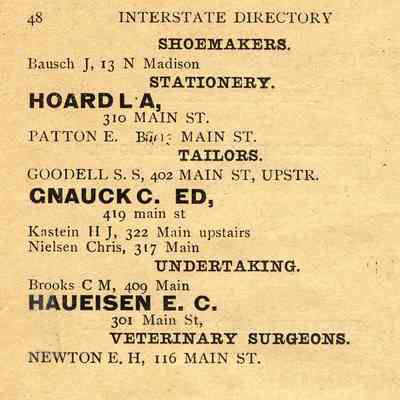 48 INTERSTATE DIRECTORY
SHOEMAKERS.
Bausch J, 13 N Madison
STATIONERY.
HOARD L A,
310 MAIN ST.
PATTON E. MAIN ST.
TAILORS.
GOODELL S. S, 402 MAIN ST, UPSTR.
GNAUCK C. ED,
419 main st
Kastein H J, 322 Main upstairs
Nielsen Chris, 317 Main
UNDERTAKING.
Brooks C M, 409 Main
HAUEISEN E. C.
301 Main St,
VETERINARY SURGEONS.
NEWTON E. H, 116 MAIN ST.